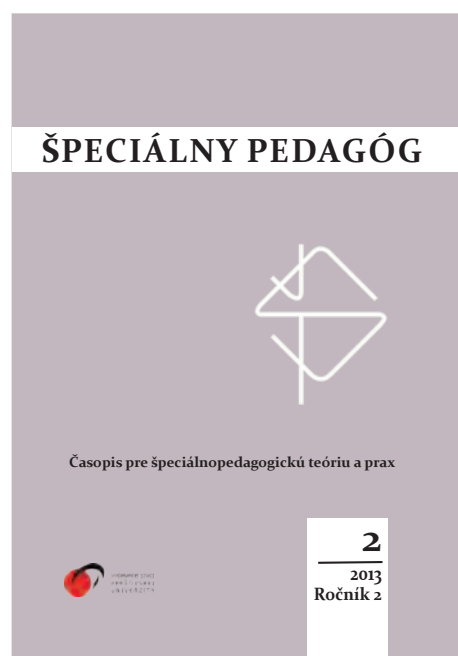 ŠPECIÁLNY PEDAGÓG
Časopis pre špeciálnopedagogickú teóriu a prax
2
2013
Ročník 2